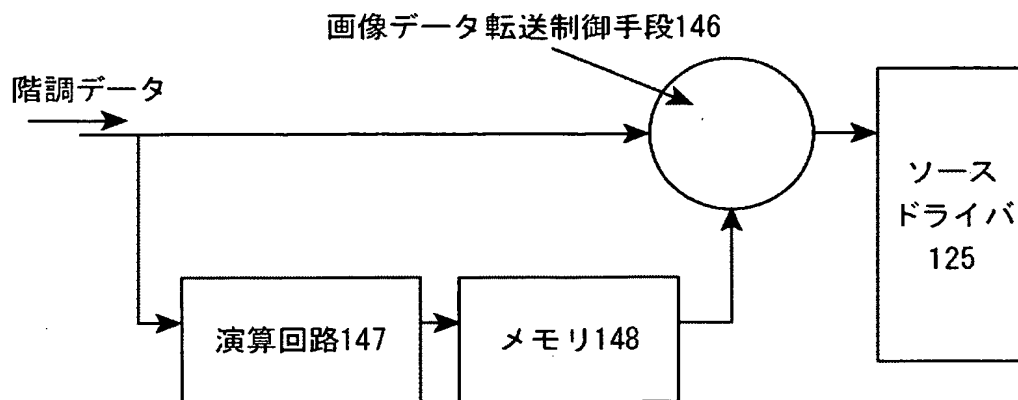 画像データ転送制御手段146
階調データ
ソース
ドライバ
125
演算回路147
メモリ148